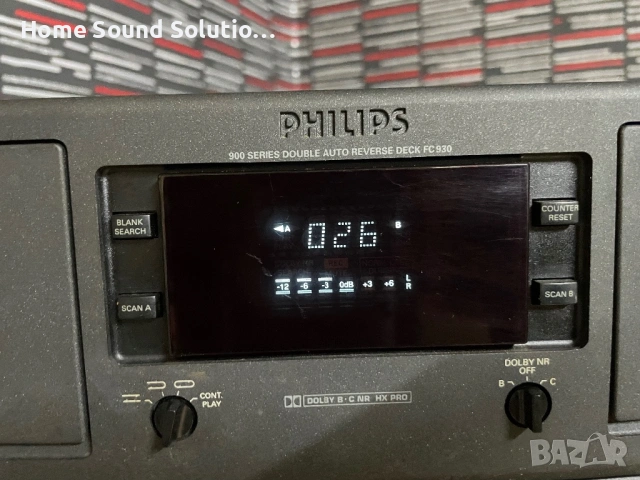 Home Sound Solutio...
PHILIPS
900 SERIES DOUBLE AUTO REVERSE DECK FC930
BLANK SEARCH
◀A 026 B
COUNTER RESET
-12 -6 -3 0dB +3 +6 L R
SCAN A
SCAN B
CONT. PLAY
DOLBY B·C NR HX PRO
DOLBY NR
OFF
B C
BAZAR